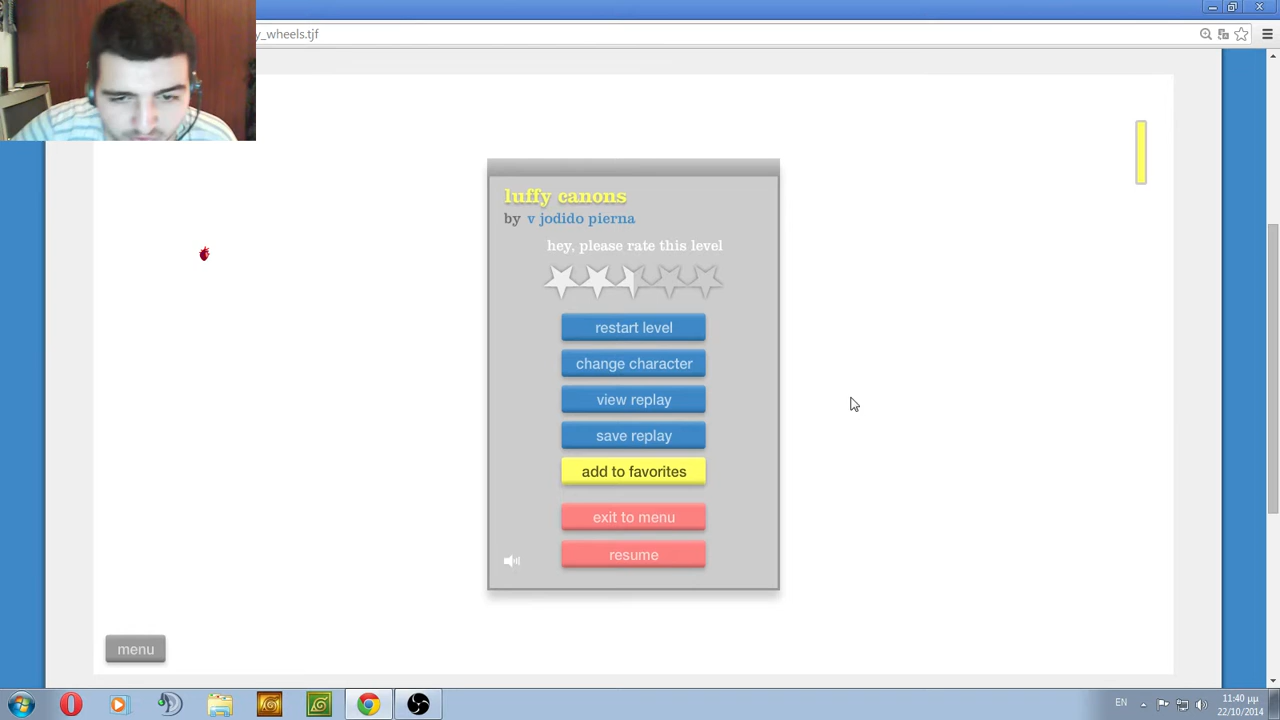 y_wheels.tjf
luffy canons
by v jodido pierna
hey, please rate this level
restart level
change character
view replay
save replay
add to favorites
exit to menu
resume
menu
EN
11:40 μμ
22/10/2014